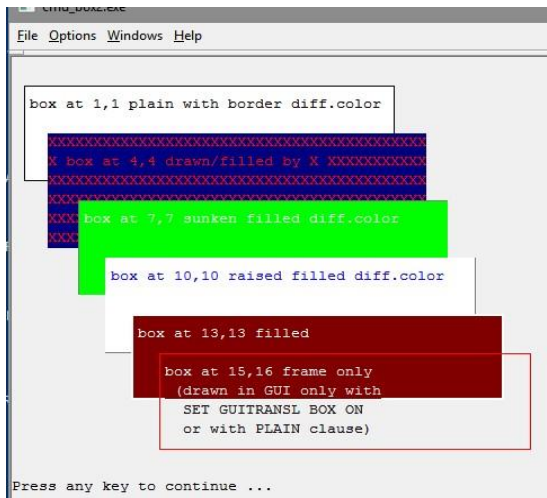 cmd_box2.exe
File Options Windows Help
box at 1,1 plain with border diff.color
XXXXXXXXXXXXXXXXXXXXXXXXXXXXXXXXXXXXXXXXXX
X box at 4,4 drawn/filled by X XXXXXXXXXXX
XXXXXXXXXXXXXXXXXXXXXXXXXXXXXXXXXXXXXXXXXX
XXXXXXXXXXXXXXXXXXXXXXXXXXXXXXXXXXXXXXXXXX
XXX box at 7,7 sunken filled diff.color
XXX
box at 10,10 raised filled diff.color
box at 13,13 filled
box at 15,16 frame only
(drawn in GUI only with
SET GUITRANSL BOX ON
or with PLAIN clause)
Press any key to continue ...